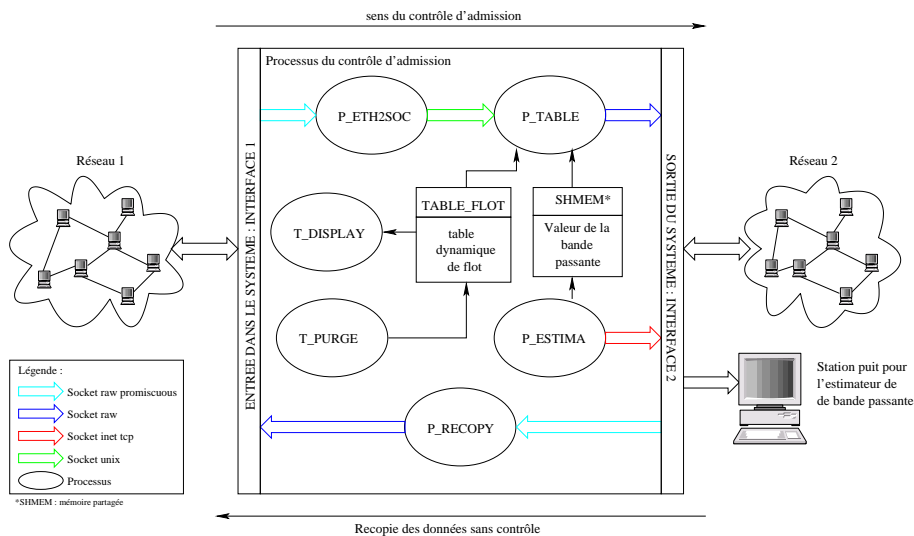 sens du contrôle d'admission
Processus du contrôle d'admission
ENTREE DANS LE SYSTEME : INTERFACE 1
SORTIE DU SYSTEME : INTERFACE 2
P_ETH2SOC
P_TABLE
Réseau 1
Réseau 2
TABLE_FLOT
table
dynamique
de flot
SHMEM*
Valeur de la
bande
passante
T_DISPLAY
T_PURGE
P_ESTIMA
P_RECOPY
Légende :
Socket raw promiscuous
Socket raw
Socket inet tcp
Socket unix
Processus
*SHMEM : mémoire partagée
Station puit pour
l'estimateur de
de bande passante
Recopie des données sans contrôle